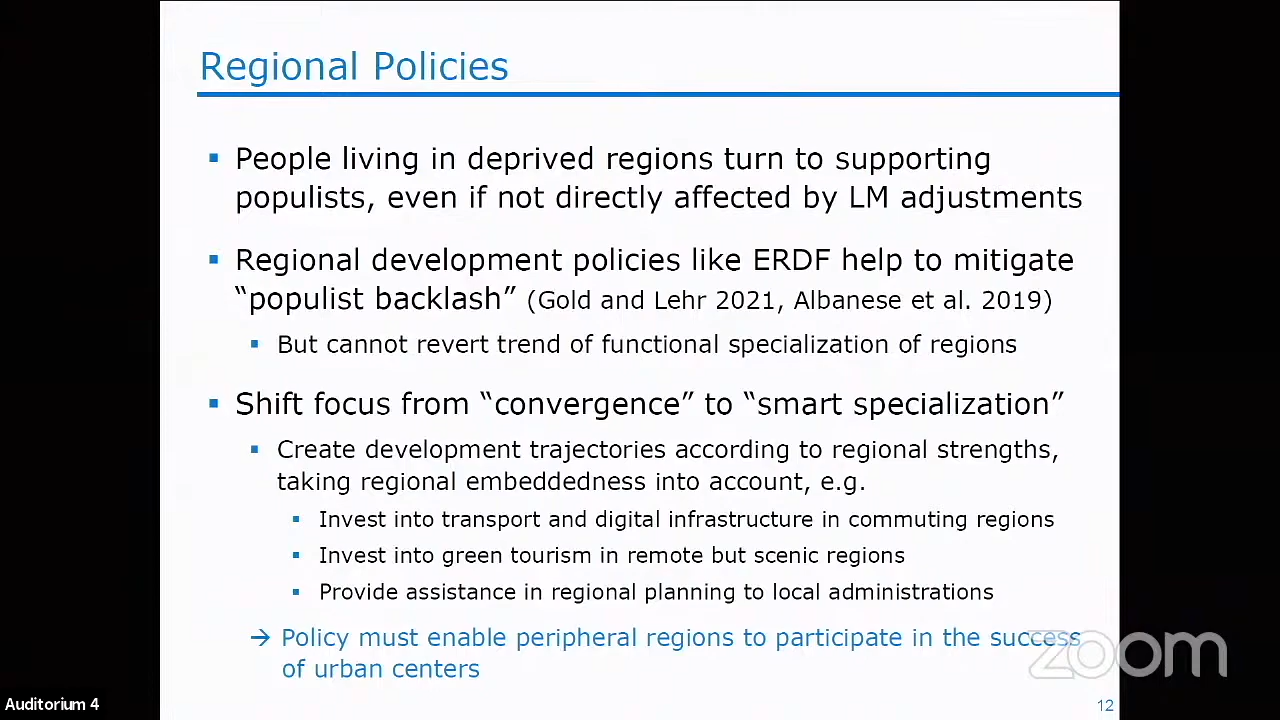 Regional Policies
People living in deprived regions turn to supporting
populists, even if not directly affected by LM adjustments
Regional development policies like ERDF help to mitigate
“populist backlash” (Gold and Lehr 2021, Albanese et al. 2019)
But cannot revert trend of functional specialization of regions
Shift focus from “convergence” to “smart specialization”
Create development trajectories according to regional strengths,
taking regional embeddedness into account, e.g.
Invest into transport and digital infrastructure in commuting regions
Invest into green tourism in remote but scenic regions
Provide assistance in regional planning to local administrations
→ Policy must enable peripheral regions to participate in the success
of urban centers
zoom
12
Auditorium 4